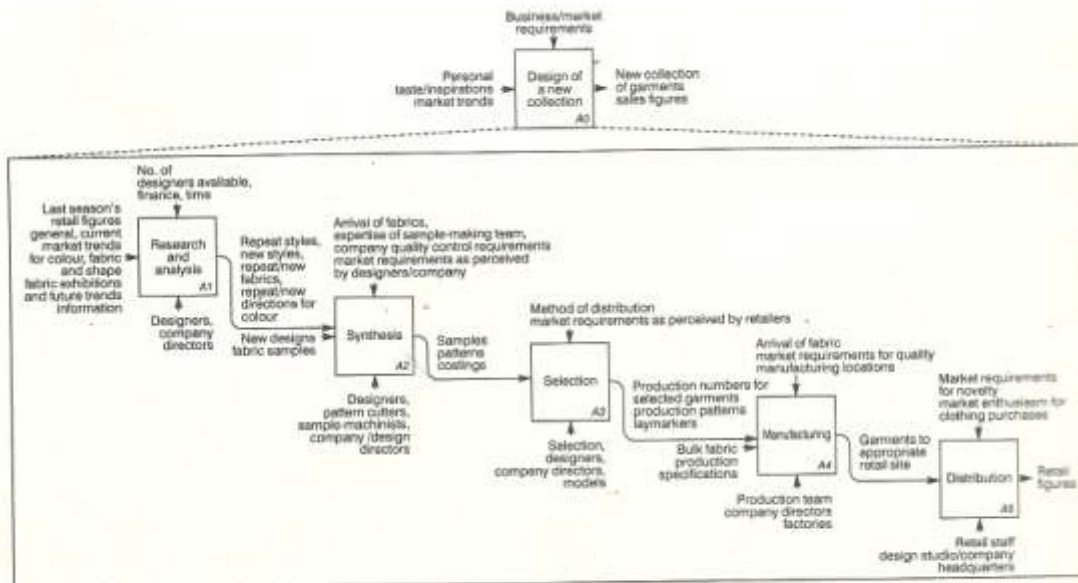 Business/market
requirements
Personal
taste/inspirations
market trends
Design of
a new
collection
A0
New collection
of garments
sales figures
No. of
designers available,
finance, time
Last season's
retail figures
general, current
market trends
for colour, fabric
and shape
fabric exhibitions
and future trends
information
Research
and
analysis
A1
Designers,
company
directors
Repeat styles,
new styles,
repeat/new
fabrics,
repeat/new
directions for
colour
New designs
fabric samples
Arrival of fabrics,
expertise of sample-making team,
company quality control requirements
market requirements as perceived
by designers/company
Synthesis
A2
Designers,
pattern cutters,
sample machinists,
company /design
directors
Samples
patterns
costings
Method of distribution
market requirements as perceived by retailers
Selection
A3
Selection,
designers,
company directors,
models
Production numbers for
selected garments
production patterns
laymarkers
Bulk fabric
production
specifications
Arrival of fabric
market requirements for quality
manufacturing locations
Manufacturing
A4
Production team
company directors
factories
Garments to
appropriate
retail site
Market requirements
for novelty
market enthusiasm for
clothing purchases
Distribution
A5
Retail
figures
Retail staff
design studio/company
headquarters